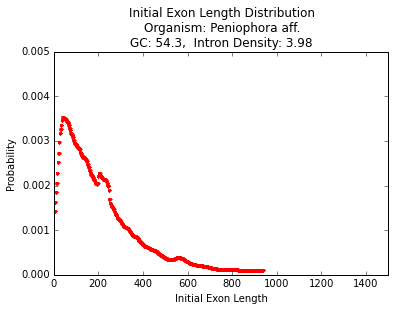 Initial Exon Length Distribution
Organism: Peniophora aff.
GC: 54.3,  Intron Density: 3.98
0.005
0.004
0.003
0.002
0.001
0.000
Probability
0 200 400 600 800 1000 1200 1400
Initial Exon Length